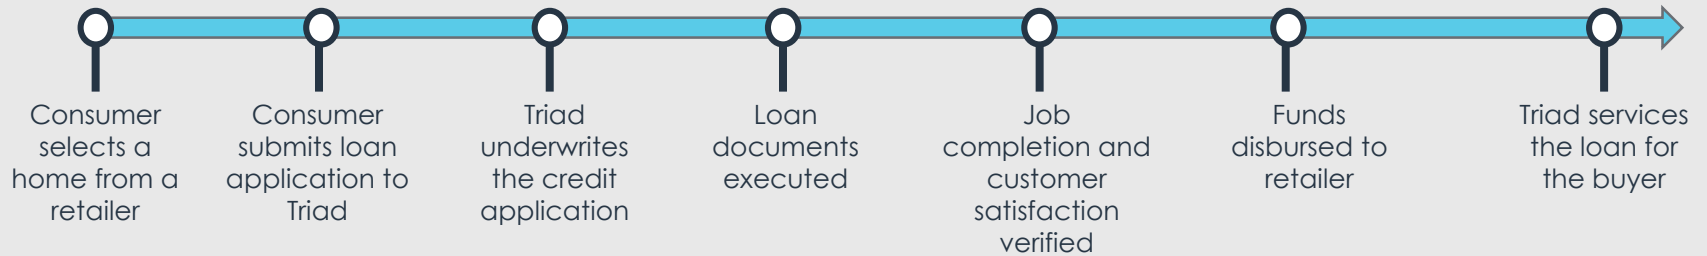 Consumer
selects a
home from a
retailer
Consumer
submits loan
application to
Triad
Triad
underwrites
the credit
application
Loan
documents
executed
Job
completion and
customer
satisfaction
verified
Funds
disbursed to
retailer
Triad services
the loan for
the buyer